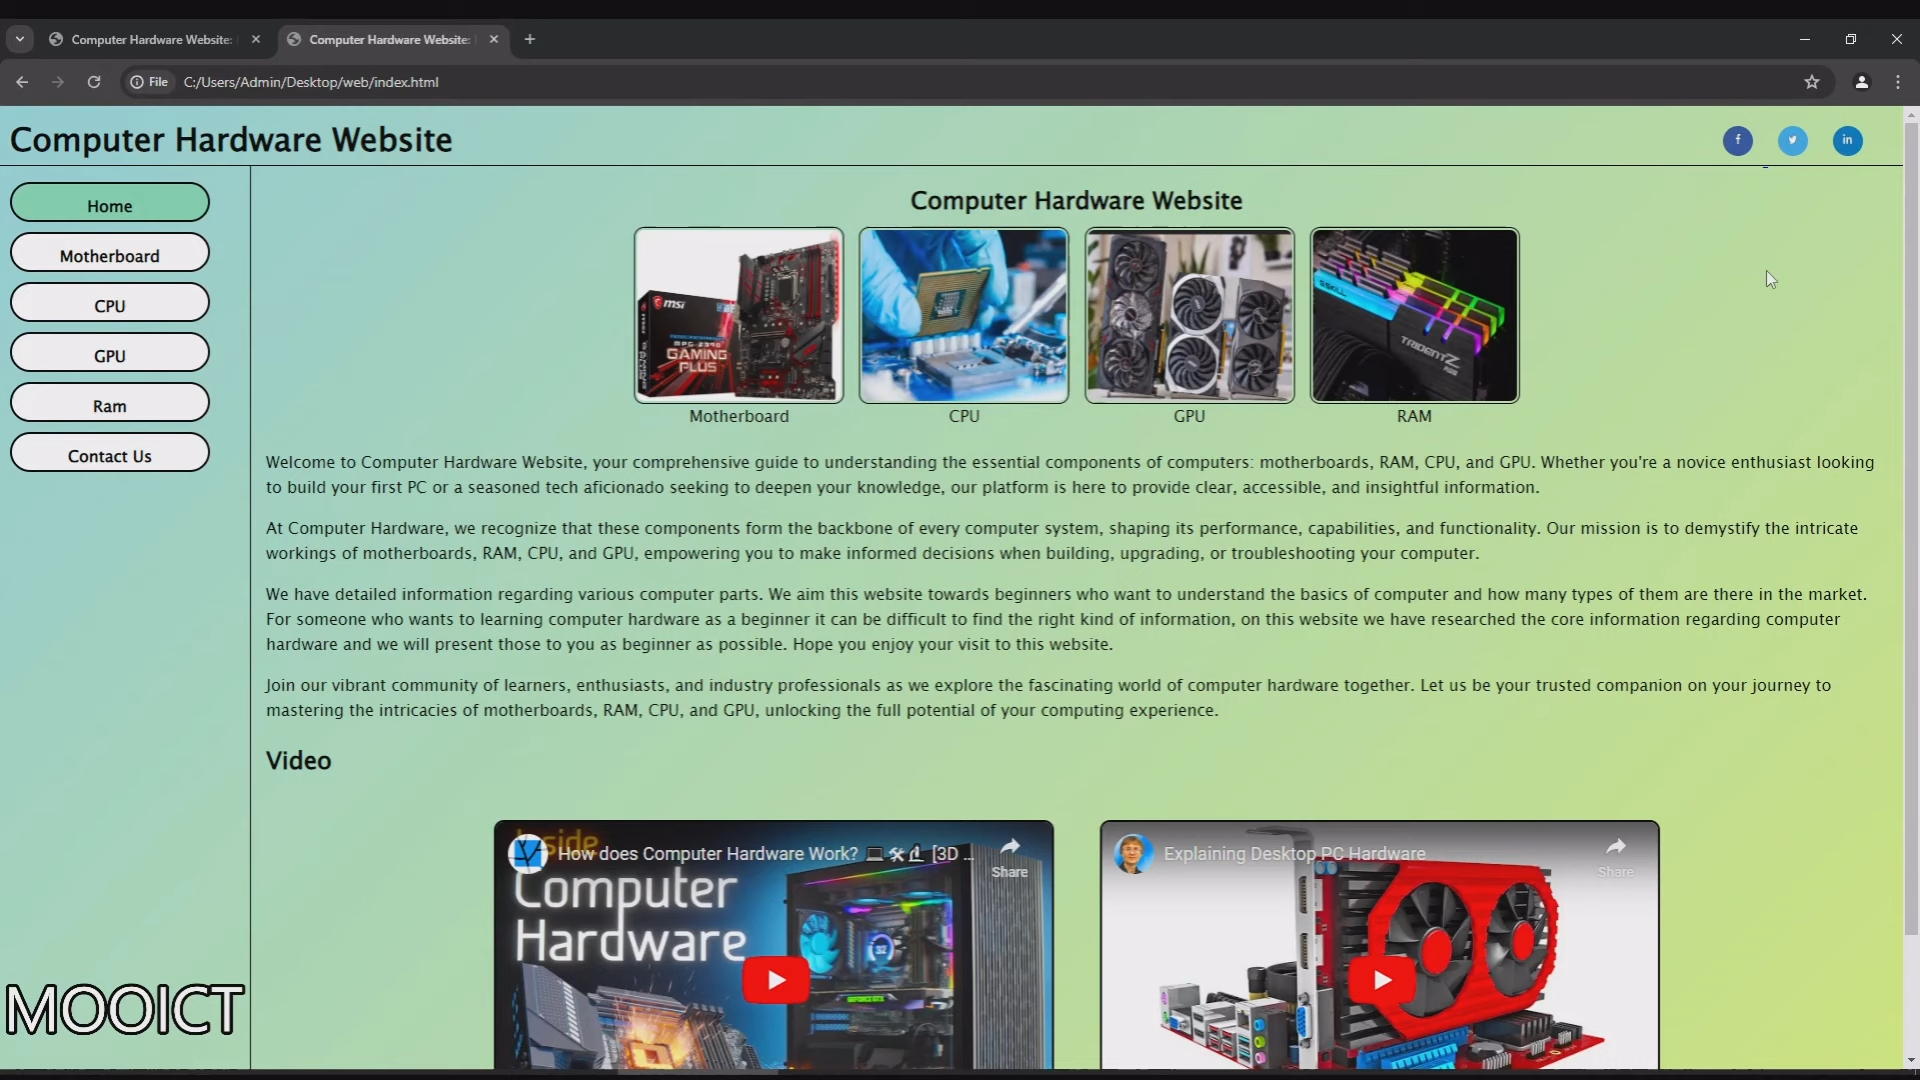 Computer Hardware Website:
Computer Hardware Website:
File
C:/Users/Admin/Desktop/web/index.html
Computer Hardware Website
f
in
Home
Motherboard
CPU
GPU
Ram
Contact Us
Computer Hardware Website
msi
GAMING
PLUS
TRIDENT Z
Motherboard
CPU
GPU
RAM
Welcome to Computer Hardware Website, your comprehensive guide to understanding the essential components of computers: motherboards, RAM, CPU, and GPU. Whether you're a novice enthusiast looking
to build your first PC or a seasoned tech aficionado seeking to deepen your knowledge, our platform is here to provide clear, accessible, and insightful information.
At Computer Hardware, we recognize that these components form the backbone of every computer system, shaping its performance, capabilities, and functionality. Our mission is to demystify the intricate
workings of motherboards, RAM, CPU, and GPU, empowering you to make informed decisions when building, upgrading, or troubleshooting your computer.
We have detailed information regarding various computer parts. We aim this website towards beginners who want to understand the basics of computer and how many types of them are there in the market.
For someone who wants to learning computer hardware as a beginner it can be difficult to find the right kind of information, on this website we have researched the core information regarding computer
hardware and we will present those to you as beginner as possible. Hope you enjoy your visit to this website.
Join our vibrant community of learners, enthusiasts, and industry professionals as we explore the fascinating world of computer hardware together. Let us be your trusted companion on your journey to
mastering the intricacies of motherboards, RAM, CPU, and GPU, unlocking the full potential of your computing experience.
Video
Inside
How does Computer Hardware Work? 💻🛠🔬 [3D ...
Share
Computer
Hardware
GEFORCE RTX
Explaining Desktop PC Hardware
Share
MOOICT